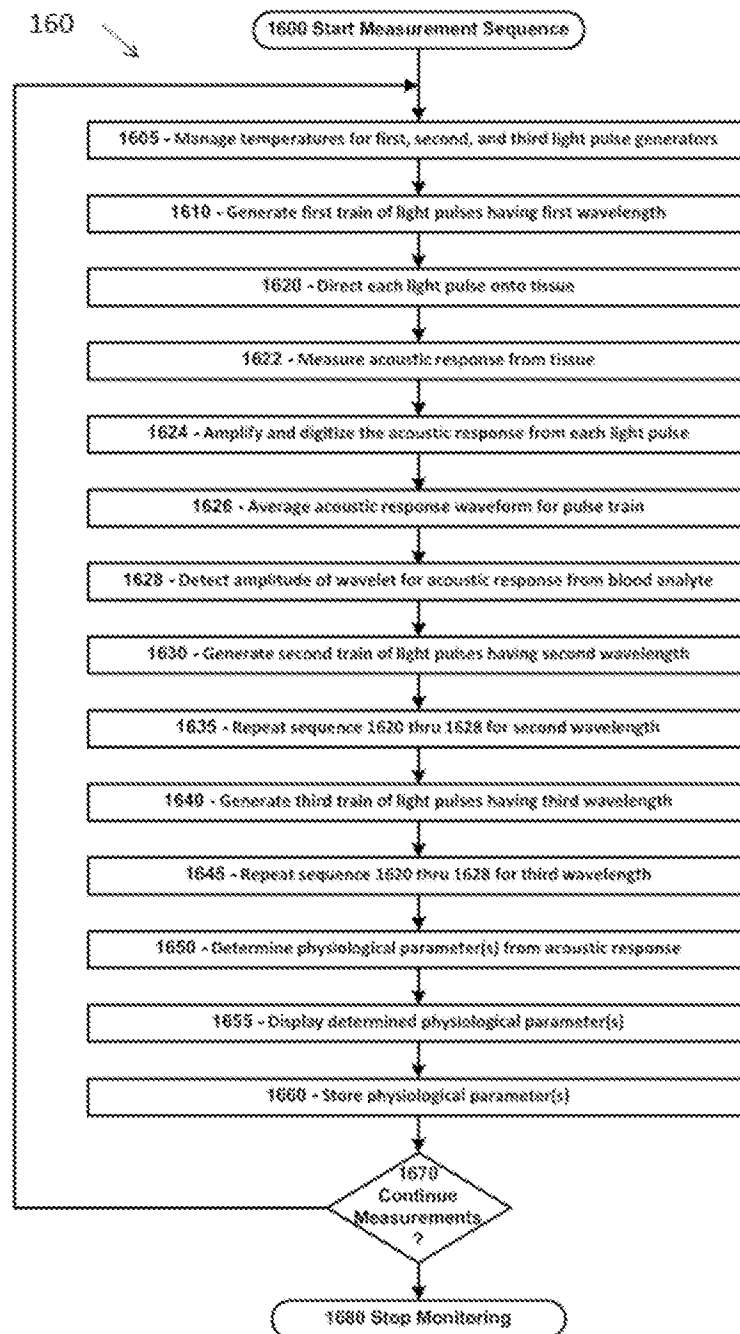 160
1600 Start Measurement Sequence
1605 - Manage temperatures for first, second, and third light pulse generators
1610 - Generate first train of light pulses having first wavelength
1620 - Direct each light pulse onto tissue
1622 - Measure acoustic response from tissue
1624 - Amplify and digitize the acoustic response from each light pulse
1626 - Average acoustic response waveform for pulse train
1628 - Detect amplitude of wavelet for acoustic response from blood analyte
1630 - Generate second train of light pulses having second wavelength
1635 - Repeat sequence 1620 thru 1628 for second wavelength
1640 - Generate third train of light pulses having third wavelength
1645 - Repeat sequence 1620 thru 1628 for third wavelength
1650 - Determine physiological parameter(s) from acoustic response
1655 - Display determined physiological parameter(s)
1660 - Store physiological parameter(s)
1670
Continue
Measurements
?
1680 Stop Monitoring